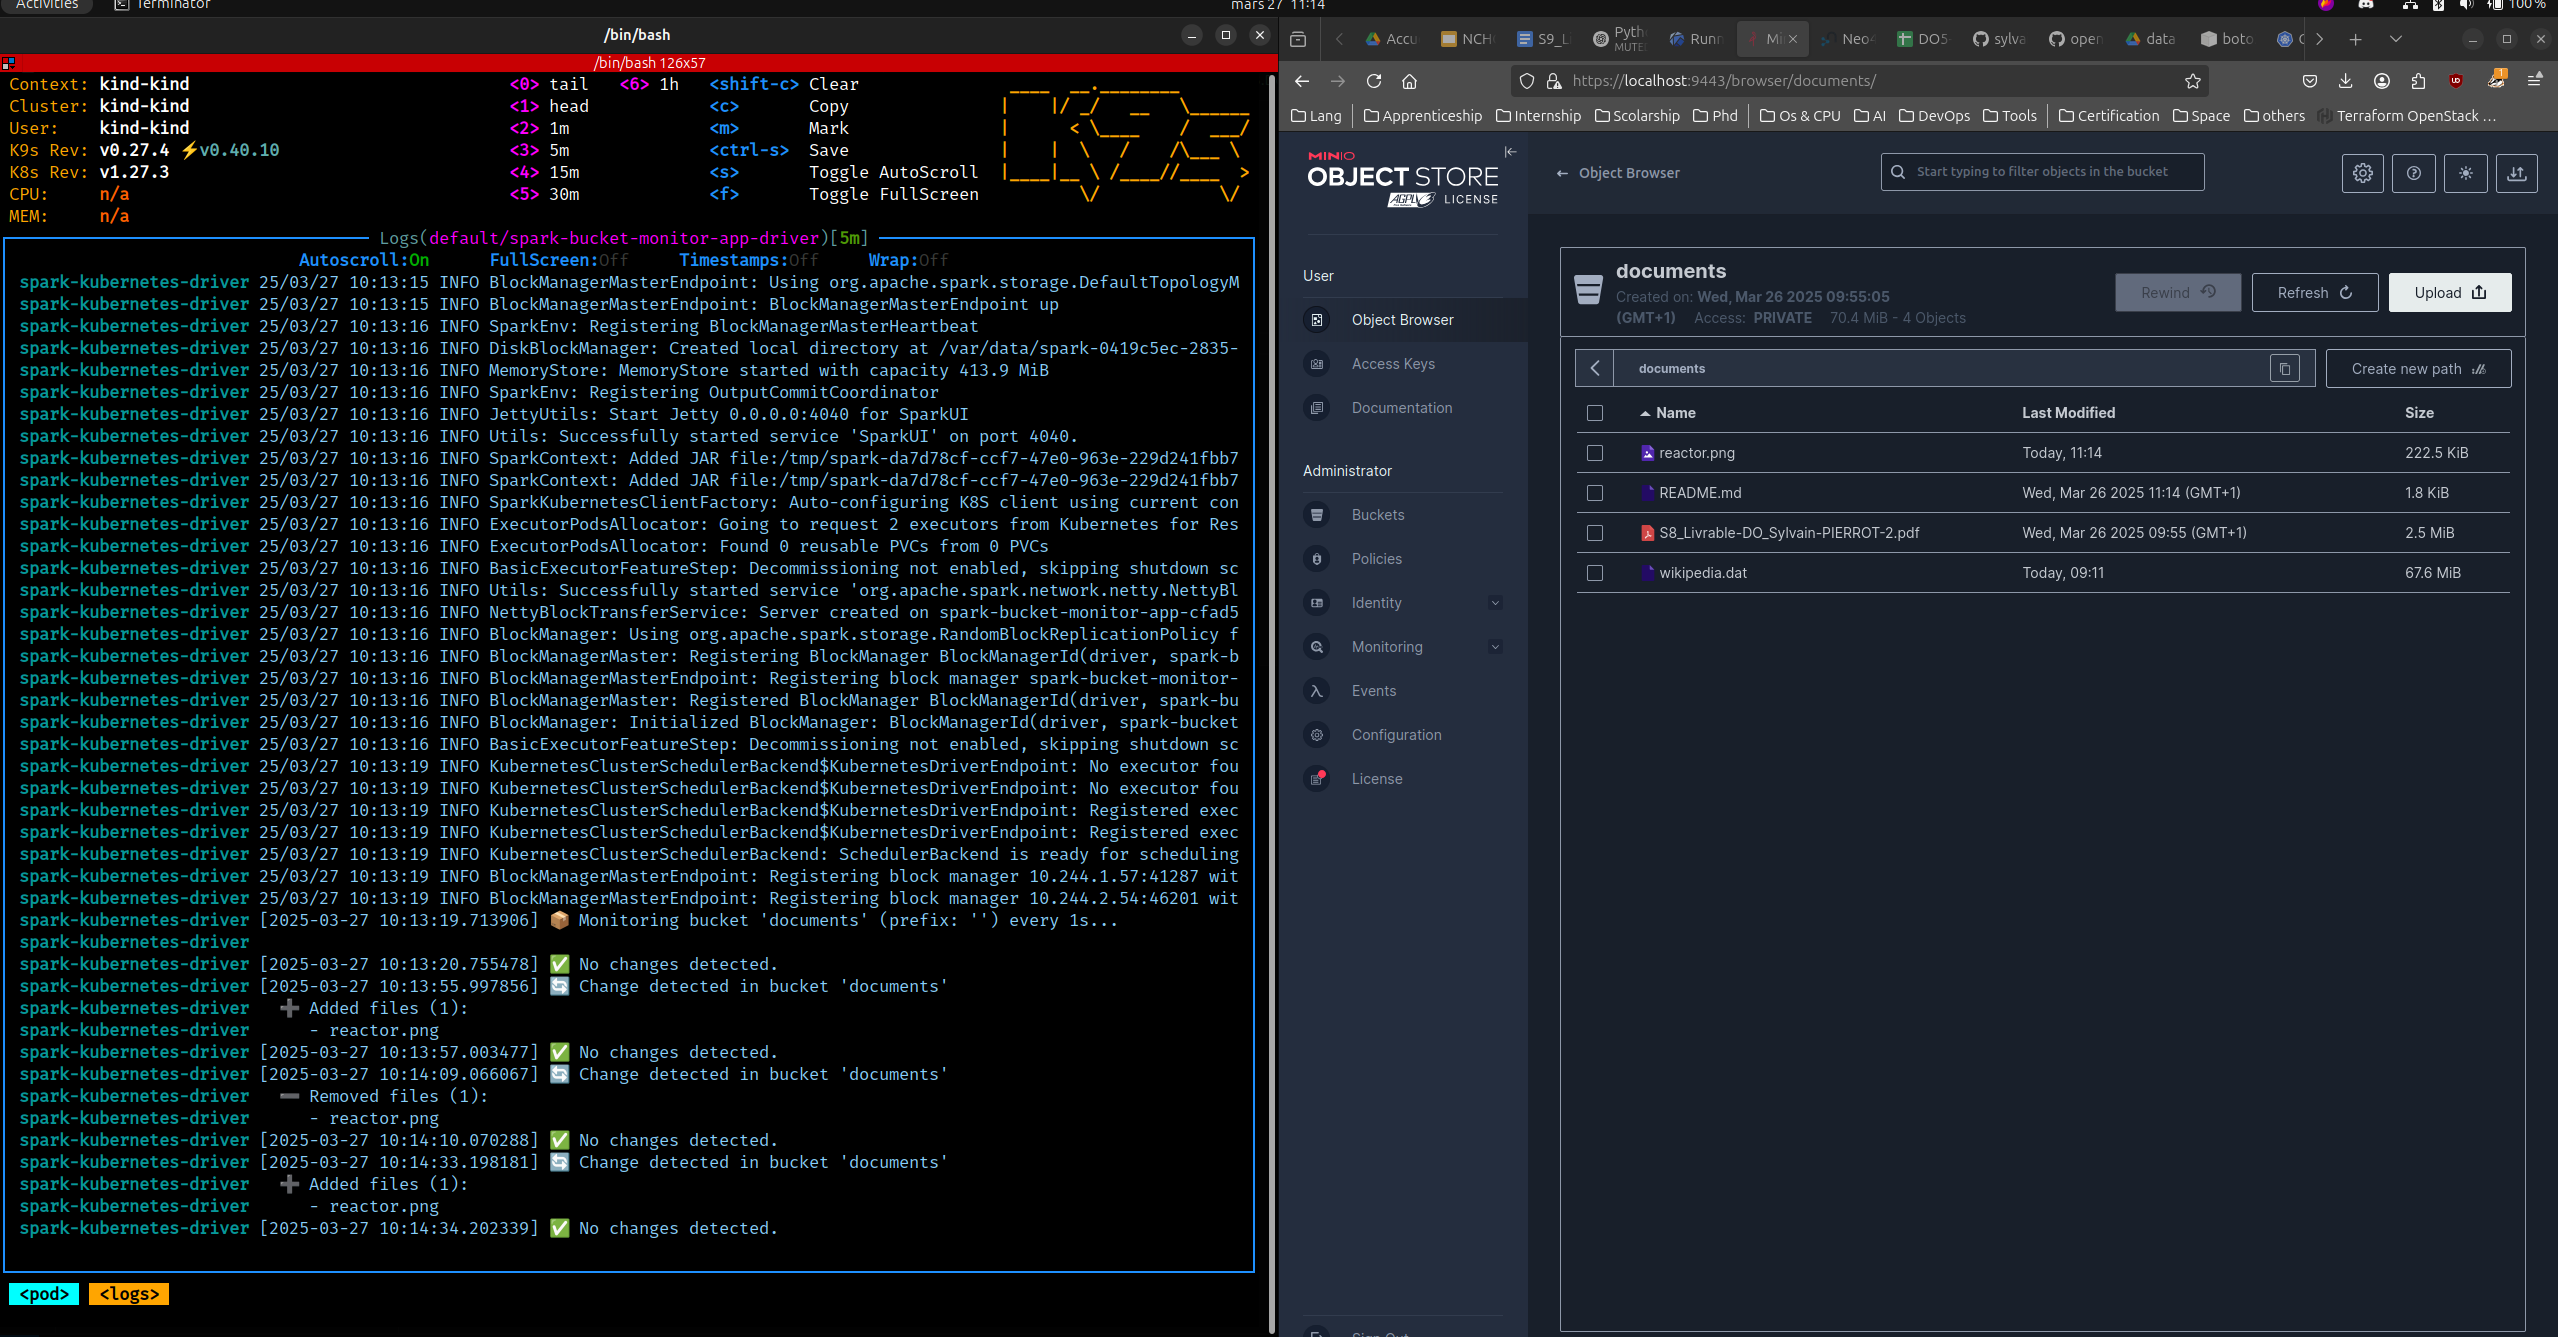 Activities
Terminator
mars 27 11:14
100 %
/bin/bash
/bin/bash 126x57
Context: kind-kind
Cluster: kind-kind
User: kind-kind
K9s Rev: v0.27.4 ⚡v0.40.10
K8s Rev: v1.27.3
CPU: n/a
MEM: n/a
<0> tail <6> 1h <shift-c> Clear
<1> head <c> Copy
<2> 1m <m> Mark
<3> 5m <ctrl-s> Save
<4> 15m <s> Toggle AutoScroll
<5> 30m <f> Toggle FullScreen
Logs(default/spark-bucket-monitor-app-driver)[5m]
Autoscroll:On FullScreen:Off Timestamps:Off Wrap:Off
spark-kubernetes-driver 25/03/27 10:13:15 INFO BlockManagerMasterEndpoint: Using org.apache.spark.storage.DefaultTopologyM
spark-kubernetes-driver 25/03/27 10:13:15 INFO BlockManagerMasterEndpoint: BlockManagerMasterEndpoint up
spark-kubernetes-driver 25/03/27 10:13:16 INFO SparkEnv: Registering BlockManagerMasterHeartbeat
spark-kubernetes-driver 25/03/27 10:13:16 INFO DiskBlockManager: Created local directory at /var/data/spark-0419c5ec-2835-
spark-kubernetes-driver 25/03/27 10:13:16 INFO MemoryStore: MemoryStore started with capacity 413.9 MiB
spark-kubernetes-driver 25/03/27 10:13:16 INFO SparkEnv: Registering OutputCommitCoordinator
spark-kubernetes-driver 25/03/27 10:13:16 INFO JettyUtils: Start Jetty 0.0.0.0:4040 for SparkUI
spark-kubernetes-driver 25/03/27 10:13:16 INFO Utils: Successfully started service 'SparkUI' on port 4040.
spark-kubernetes-driver 25/03/27 10:13:16 INFO SparkContext: Added JAR file:/tmp/spark-da7d78cf-ccf7-47e0-963e-229d241fbb7
spark-kubernetes-driver 25/03/27 10:13:16 INFO SparkContext: Added JAR file:/tmp/spark-da7d78cf-ccf7-47e0-963e-229d241fbb7
spark-kubernetes-driver 25/03/27 10:13:16 INFO SparkKubernetesClientFactory: Auto-configuring K8S client using current con
spark-kubernetes-driver 25/03/27 10:13:16 INFO ExecutorPodsAllocator: Going to request 2 executors from Kubernetes for Res
spark-kubernetes-driver 25/03/27 10:13:16 INFO ExecutorPodsAllocator: Found 0 reusable PVCs from 0 PVCs
spark-kubernetes-driver 25/03/27 10:13:16 INFO BasicExecutorFeatureStep: Decommissioning not enabled, skipping shutdown sc
spark-kubernetes-driver 25/03/27 10:13:16 INFO Utils: Successfully started service 'org.apache.spark.network.netty.NettyBl
spark-kubernetes-driver 25/03/27 10:13:16 INFO NettyBlockTransferService: Server created on spark-bucket-monitor-app-cfad5
spark-kubernetes-driver 25/03/27 10:13:16 INFO BlockManager: Using org.apache.spark.storage.RandomBlockReplicationPolicy f
spark-kubernetes-driver 25/03/27 10:13:16 INFO BlockManagerMaster: Registering BlockManager BlockManagerId(driver, spark-b
spark-kubernetes-driver 25/03/27 10:13:16 INFO BlockManagerMasterEndpoint: Registering block manager spark-bucket-monitor-
spark-kubernetes-driver 25/03/27 10:13:16 INFO BlockManagerMaster: Registered BlockManager BlockManagerId(driver, spark-bu
spark-kubernetes-driver 25/03/27 10:13:16 INFO BlockManager: Initialized BlockManager: BlockManagerId(driver, spark-bucket
spark-kubernetes-driver 25/03/27 10:13:16 INFO BasicExecutorFeatureStep: Decommissioning not enabled, skipping shutdown sc
spark-kubernetes-driver 25/03/27 10:13:19 INFO KubernetesClusterSchedulerBackend$KubernetesDriverEndpoint: No executor fou
spark-kubernetes-driver 25/03/27 10:13:19 INFO KubernetesClusterSchedulerBackend$KubernetesDriverEndpoint: No executor fou
spark-kubernetes-driver 25/03/27 10:13:19 INFO KubernetesClusterSchedulerBackend$KubernetesDriverEndpoint: Registered exec
spark-kubernetes-driver 25/03/27 10:13:19 INFO KubernetesClusterSchedulerBackend$KubernetesDriverEndpoint: Registered exec
spark-kubernetes-driver 25/03/27 10:13:19 INFO KubernetesClusterSchedulerBackend: SchedulerBackend is ready for scheduling
spark-kubernetes-driver 25/03/27 10:13:19 INFO BlockManagerMasterEndpoint: Registering block manager 10.244.1.57:41287 wit
spark-kubernetes-driver 25/03/27 10:13:19 INFO BlockManagerMasterEndpoint: Registering block manager 10.244.2.54:46201 wit
spark-kubernetes-driver [2025-03-27 10:13:19.713906] 📦 Monitoring bucket 'documents' (prefix: '') every 1s...
spark-kubernetes-driver
spark-kubernetes-driver [2025-03-27 10:13:20.755478] ✅ No changes detected.
spark-kubernetes-driver [2025-03-27 10:13:55.997856] 🔄 Change detected in bucket 'documents'
spark-kubernetes-driver ➕ Added files (1):
spark-kubernetes-driver - reactor.png
spark-kubernetes-driver [2025-03-27 10:13:57.003477] ✅ No changes detected.
spark-kubernetes-driver [2025-03-27 10:14:09.066067] 🔄 Change detected in bucket 'documents'
spark-kubernetes-driver ➖ Removed files (1):
spark-kubernetes-driver - reactor.png
spark-kubernetes-driver [2025-03-27 10:14:10.070288] ✅ No changes detected.
spark-kubernetes-driver [2025-03-27 10:14:33.198181] 🔄 Change detected in bucket 'documents'
spark-kubernetes-driver ➕ Added files (1):
spark-kubernetes-driver - reactor.png
spark-kubernetes-driver [2025-03-27 10:14:34.202339] ✅ No changes detected.
<pod> <logs>
Accu NCH S9_Li Pyth MUTE Runn Mi Neo4 DO5- sylva open data boto
https://localhost:9443/browser/documents/
Lang Apprenticeship Internship Scolarship Phd Os & CPU AI DevOps Tools Certification Space others Terraform OpenStack ...
MINIO
OBJECT STORE
AGPL v3 LICENSE
User
Object Browser
Access Keys
Documentation
Administrator
Buckets
Policies
Identity
Monitoring
Events
Configuration
License
← Object Browser
Start typing to filter objects in the bucket
documents
Created on: Wed, Mar 26 2025 09:55:05
(GMT+1) Access: PRIVATE 70.4 MiB - 4 Objects
Rewind Refresh Upload
documents
Create new path
Name Last Modified Size
reactor.png Today, 11:14 222.5 KiB
README.md Wed, Mar 26 2025 11:14 (GMT+1) 1.8 KiB
S8_Livrable-DO_Sylvain-PIERROT-2.pdf Wed, Mar 26 2025 09:55 (GMT+1) 2.5 MiB
wikipedia.dat Today, 09:11 67.6 MiB